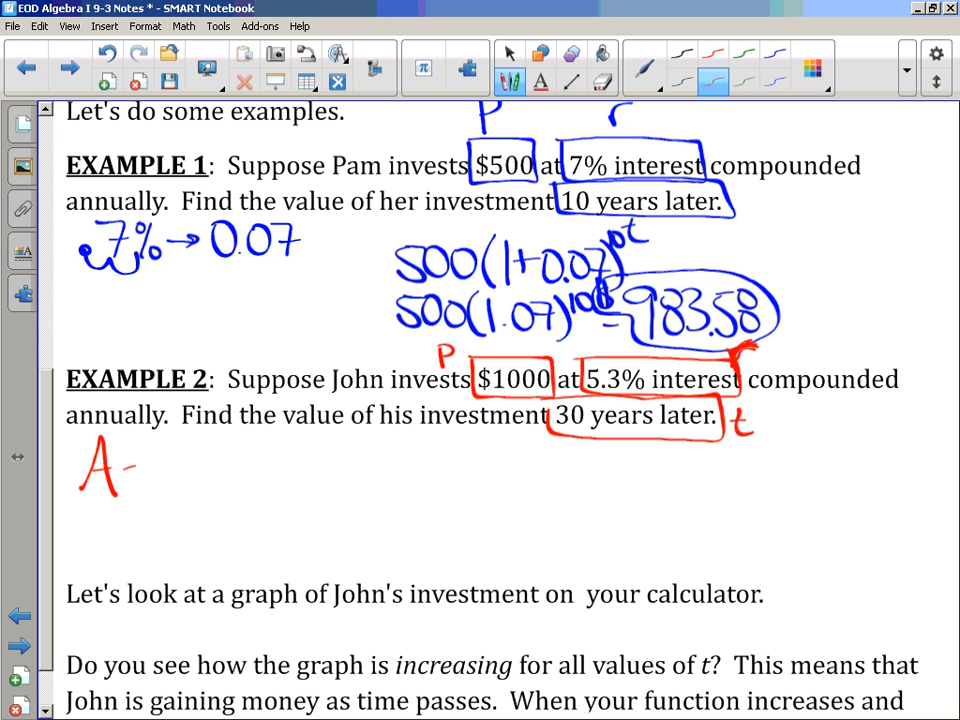 EOD Algebra I 9-3 Notes * - SMART Notebook
File Edit View Insert Format Math Tools Add-ons Help
Let's do some examples.
P r
EXAMPLE 1: Suppose Pam invests $500 at 7% interest compounded
annually. Find the value of her investment 10 years later.
7% → 0.07
t
500(1+0.07)^10
500(1.07)^10 = 983.58
P r
EXAMPLE 2: Suppose John invests $1000 at 5.3% interest compounded
annually. Find the value of his investment 30 years later. t
A -
Let's look at a graph of John's investment on your calculator.
Do you see how the graph is increasing for all values of t? This means that
John is gaining money as time passes. When your function increases and